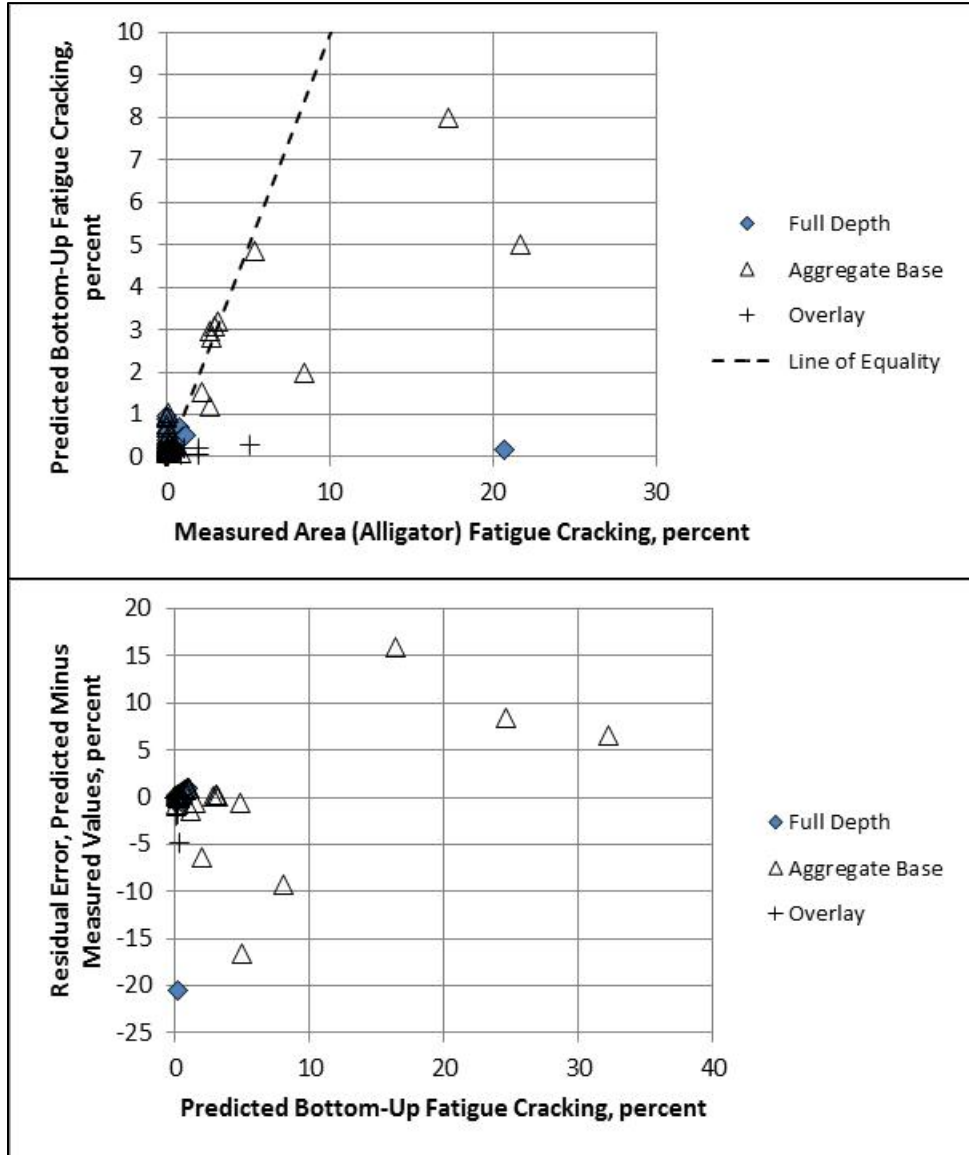 Predicted Bottom-Up Fatigue Cracking,
percent
10
9
8
7
6
5
4
3
2
1
0
0 10 20 30
Measured Area (Alligator) Fatigue Cracking, percent
Full Depth
Aggregate Base
Overlay
Line of Equality
Residual Error, Predicted Minus
Measured Values, percent
20
15
10
5
0
-5
-10
-15
-20
-25
0 10 20 30 40
Predicted Bottom-Up Fatigue Cracking, percent
Full Depth
Aggregate Base
Overlay